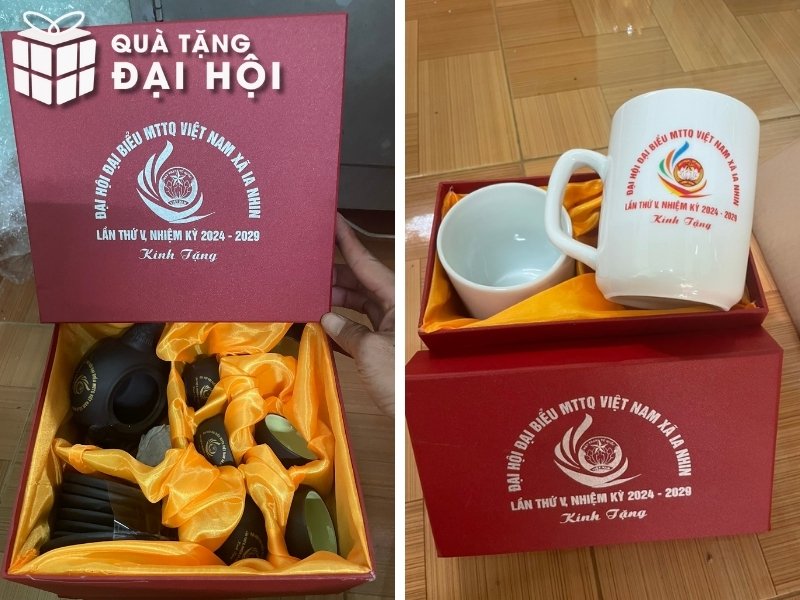 QUÀ TẶNG
ĐẠI HỘI
ĐẠI HỘI ĐẠI BIỂU MTTQ VIỆT NAM XÃ IA NHIN
LẦN THỨ V, NHIỆM KỲ 2024 - 2029
Kính Tặng
ĐẠI HỘI ĐẠI BIỂU MTTQ VIỆT NAM XÃ IA NHIN
LẦN THỨ V, NHIỆM KỲ 2024 - 2029
Kính Tặng
ĐẠI HỘI ĐẠI BIỂU MTTQ VIỆT NAM XÃ IA NHIN
LẦN THỨ V, NHIỆM KỲ 2024 - 2029
Kính Tặng